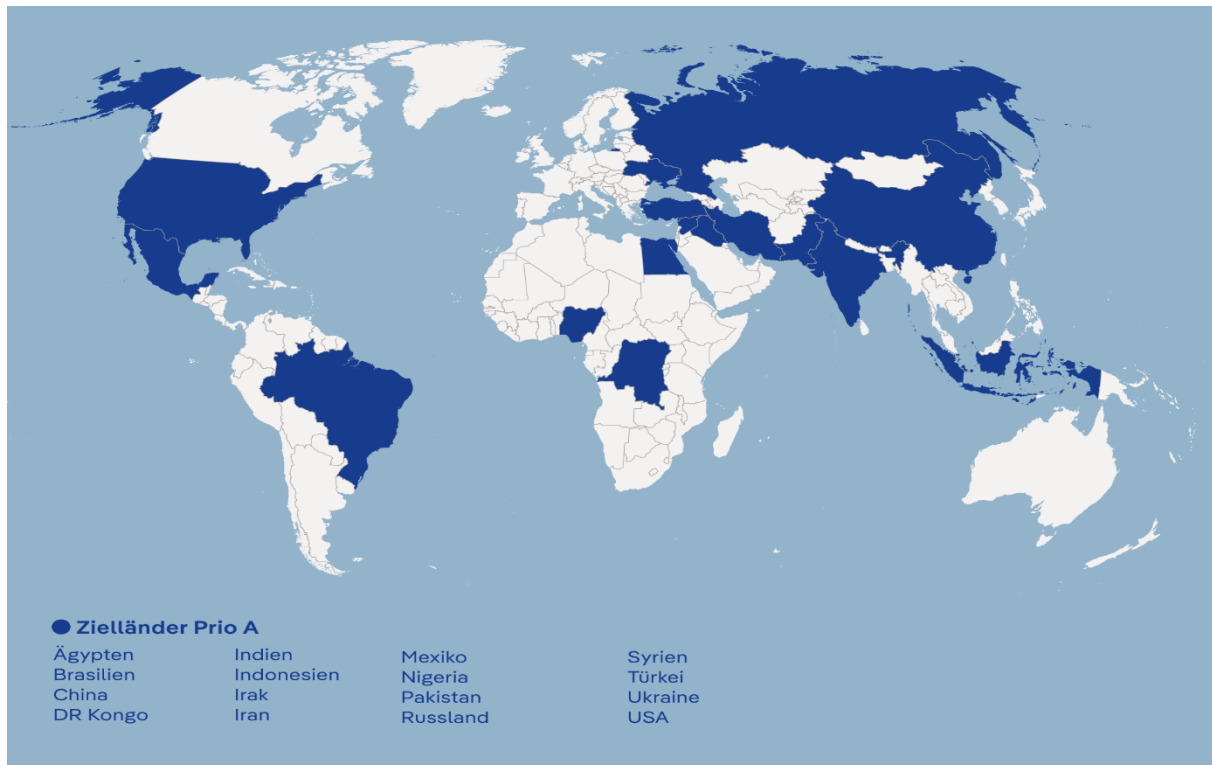 Zielländer Prio A
Ägypten
Brasilien
China
DR Kongo
Indien
Indonesien
Irak
Iran
Mexiko
Nigeria
Pakistan
Russland
Syrien
Türkei
Ukraine
USA